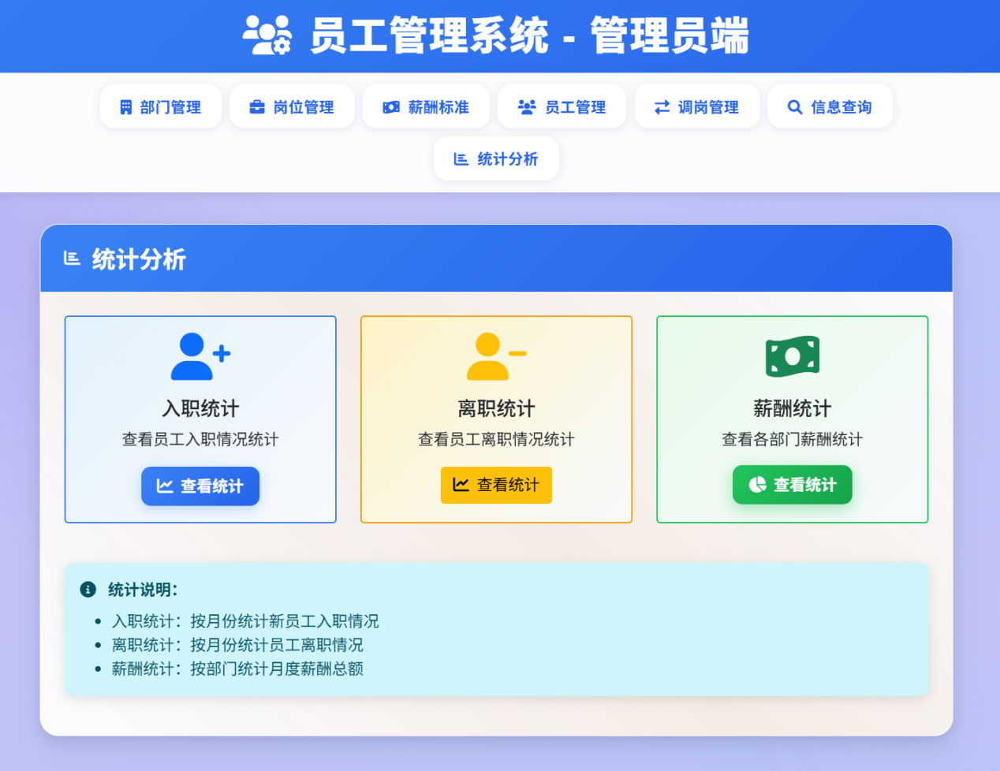 员工管理系统 - 管理员端
部门管理
岗位管理
薪酬标准
员工管理
调岗管理
信息查询
统计分析
统计分析
入职统计
查看员工入职情况统计
查看统计
离职统计
查看员工离职情况统计
查看统计
薪酬统计
查看各部门薪酬统计
查看统计
统计说明：
入职统计：按月份统计新员工入职情况
离职统计：按月份统计员工离职情况
薪酬统计：按部门统计月度薪酬总额